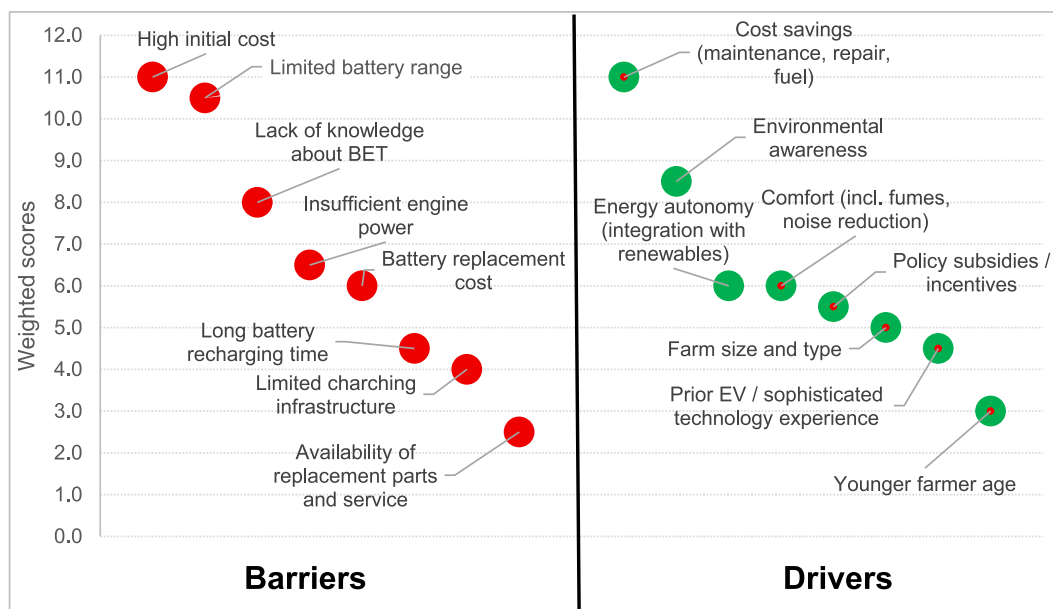 Weighted scores
12.0
11.0
10.0
9.0
8.0
7.0
6.0
5.0
4.0
3.0
2.0
1.0
0.0
High initial cost
Limited battery range
Lack of knowledge
about BET
Insufficient engine
power
Battery replacement
cost
Long battery
recharging time
Limited charching
infrastructure
Availability of
replacement parts
and service
Barriers
Cost savings
(maintenance, repair,
fuel)
Environmental
awareness
Energy autonomy
(integration with
renewables)
Comfort (incl. fumes,
noise reduction)
Policy subsidies /
incentives
Farm size and type
Prior EV / sophisticated
technology experience
Younger farmer age
Drivers